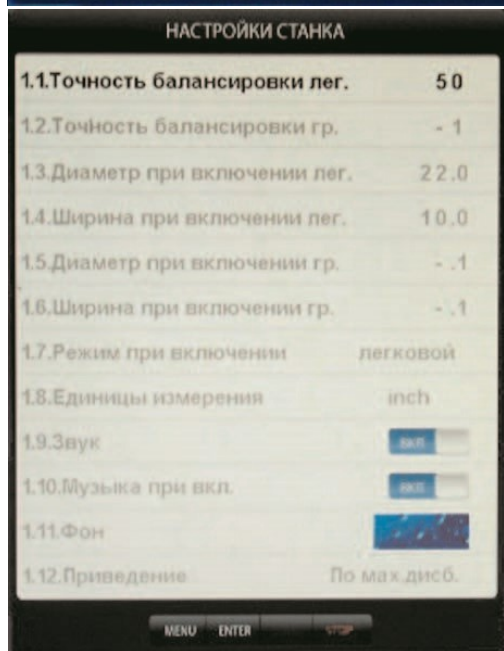 НАСТРОЙКИ СТАНКА
1.1.Точность балансировки лег. 50
1.2.Точность балансировки гр. - 1
1.3.Диаметр при включении лег. 22.0
1.4.Ширина при включении лег. 10.0
1.5.Диаметр при включении гр. - .1
1.6.Ширина при включении гр. - .1
1.7.Режим при включении легковой
1.8.Единицы измерения inch
1.9.Звук вкл
1.10.Музыка при вкл. вкл
1.11.Фон
1.12.Приведение По мах.дисб.
MENU ENTER STOP